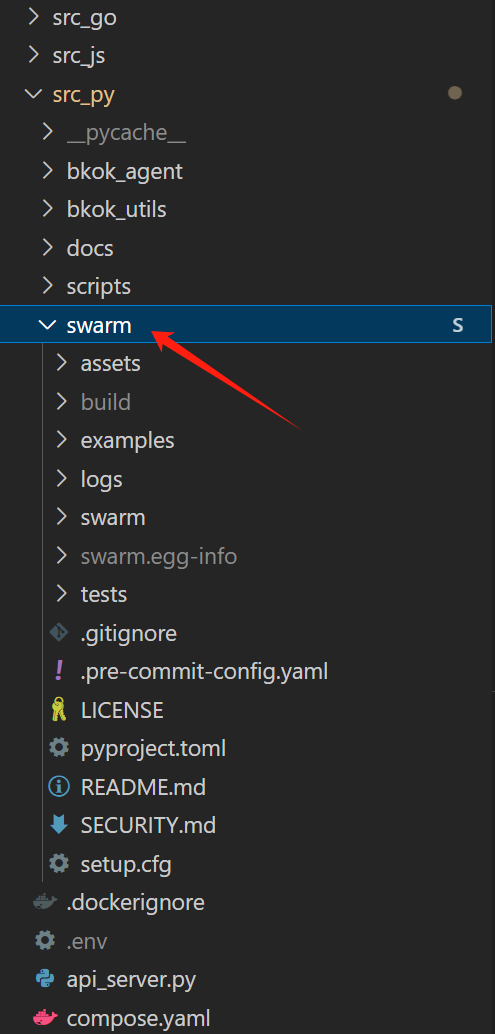 src_go
src_js
src_py
__pycache__
bkok_agent
bkok_utils
docs
scripts
swarm S
assets
build
examples
logs
swarm
swarm.egg-info
tests
.gitignore
.pre-commit-config.yaml
LICENSE
pyproject.toml
README.md
SECURITY.md
setup.cfg
.dockerignore
.env
api_server.py
compose.yaml